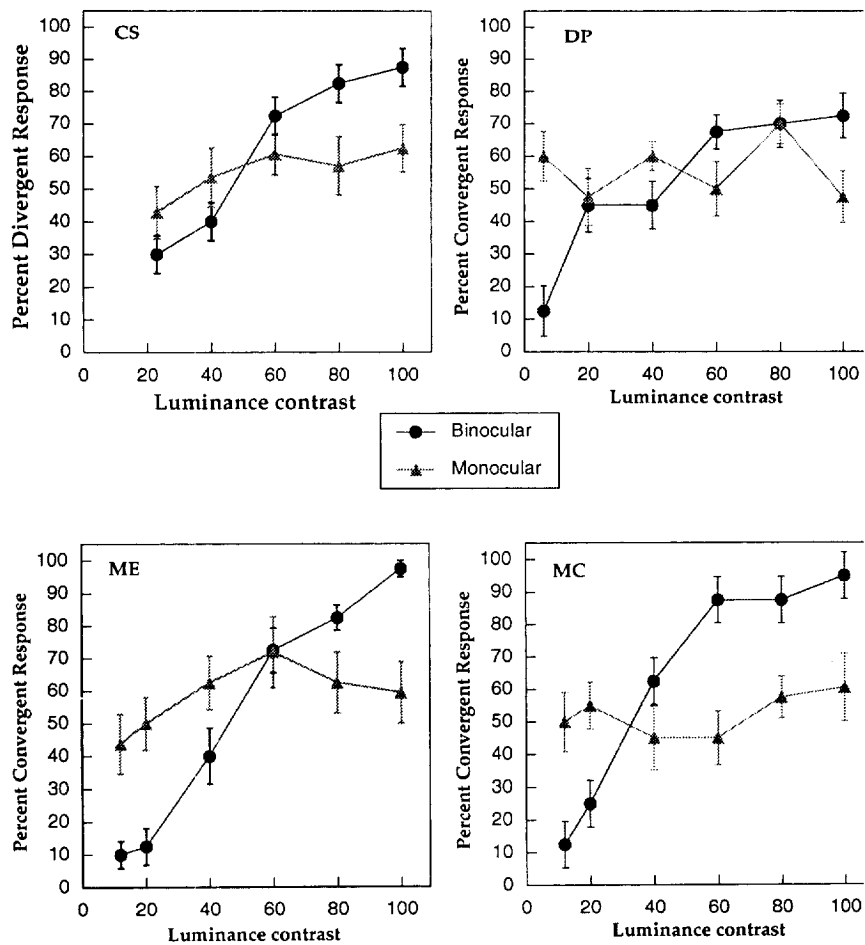 CS
Percent Divergent Response
100
90
80
70
60
50
40
30
20
10
0
0 20 40 60 80 100
Luminance contrast
DP
Percent Convergent Response
100
90
80
70
60
50
40
30
20
10
0
0 20 40 60 80 100
Luminance contrast
Binocular
Monocular
ME
Percent Convergent Response
100
90
80
70
60
50
40
30
20
10
0
0 20 40 60 80 100
Luminance contrast
MC
Percent Convergent Response
100
90
80
70
60
50
40
30
20
10
0
0 20 40 60 80 100
Luminance contrast